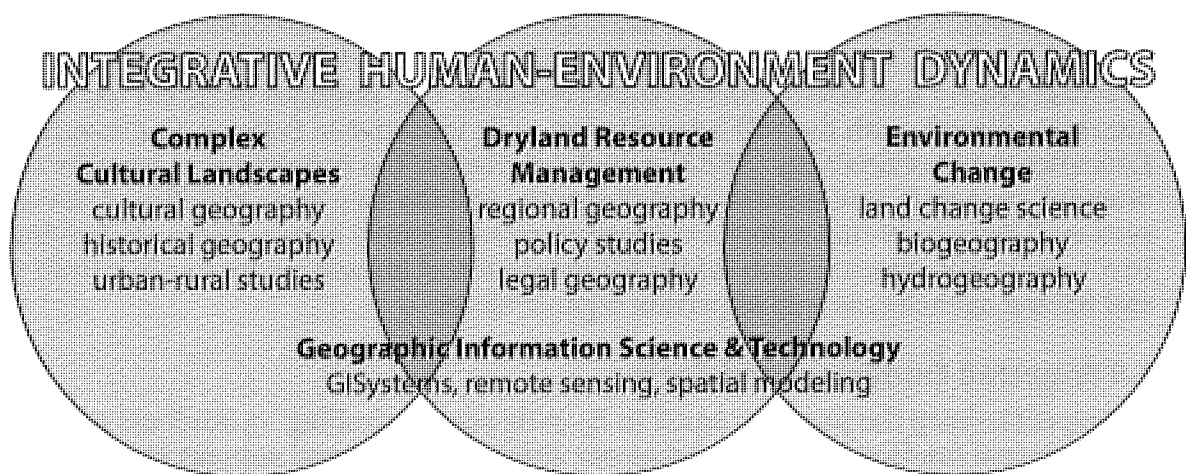 INTEGRATIVE HUMAN-ENVIRONMENT DYNAMICS
Complex
Cultural Landscapes
cultural geography
historical geography
urban-rural studies
Dryland Resource
Management
regional geography
policy studies
legal geography
Environmental
Change
land change science
biogeography
hydrogeography
Geographic Information Science & Technology
GISystems, remote sensing, spatial modeling